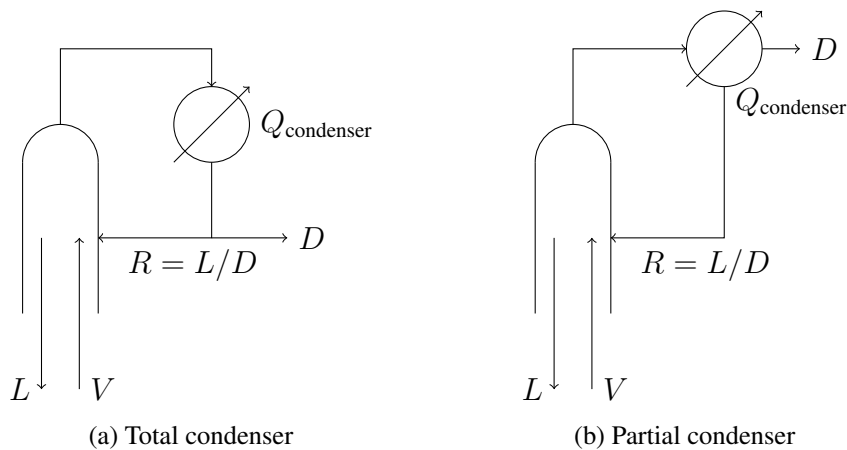 D
Q_condenser
Q_condenser
D
R = L/D
R = L/D
L V
L V
(a) Total condenser
(b) Partial condenser